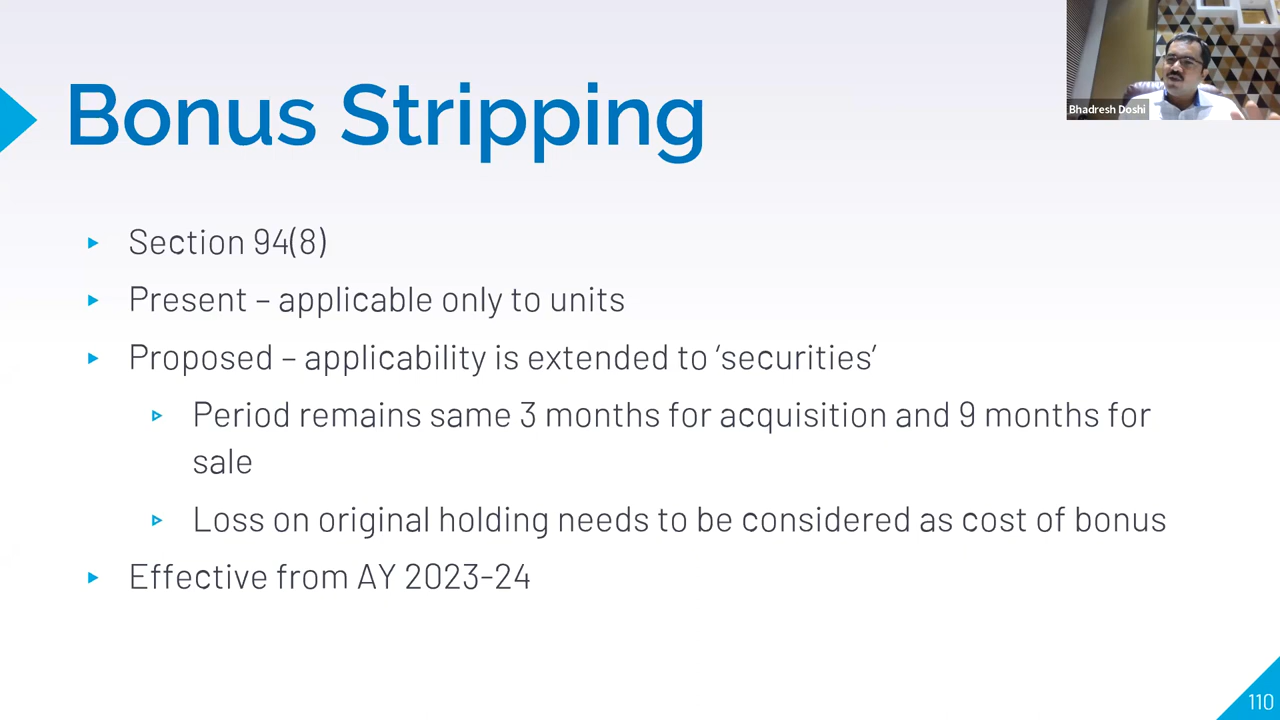 Bhadresh Doshi
Bonus Stripping
Section 94(8)
Present – applicable only to units
Proposed – applicability is extended to ‘securities’
Period remains same 3 months for acquisition and 9 months for
sale
Loss on original holding needs to be considered as cost of bonus
Effective from AY 2023-24
110